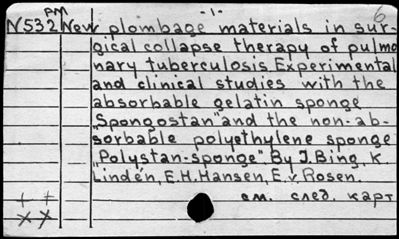 PM -1- 6
N532 New plombage materials in sur-
gical collapse therapy of pulmo
nary tuberculosis. Experimental
and clinical studies with the
absorbable gelatin sponge
"Spongostan" and the non-ab-
sorbable polyethylene sponge
"Polystan-sponge" By J.Bing, K.
Lindén, E.H.Hansen, E.v.Rosen.
см. след. карт